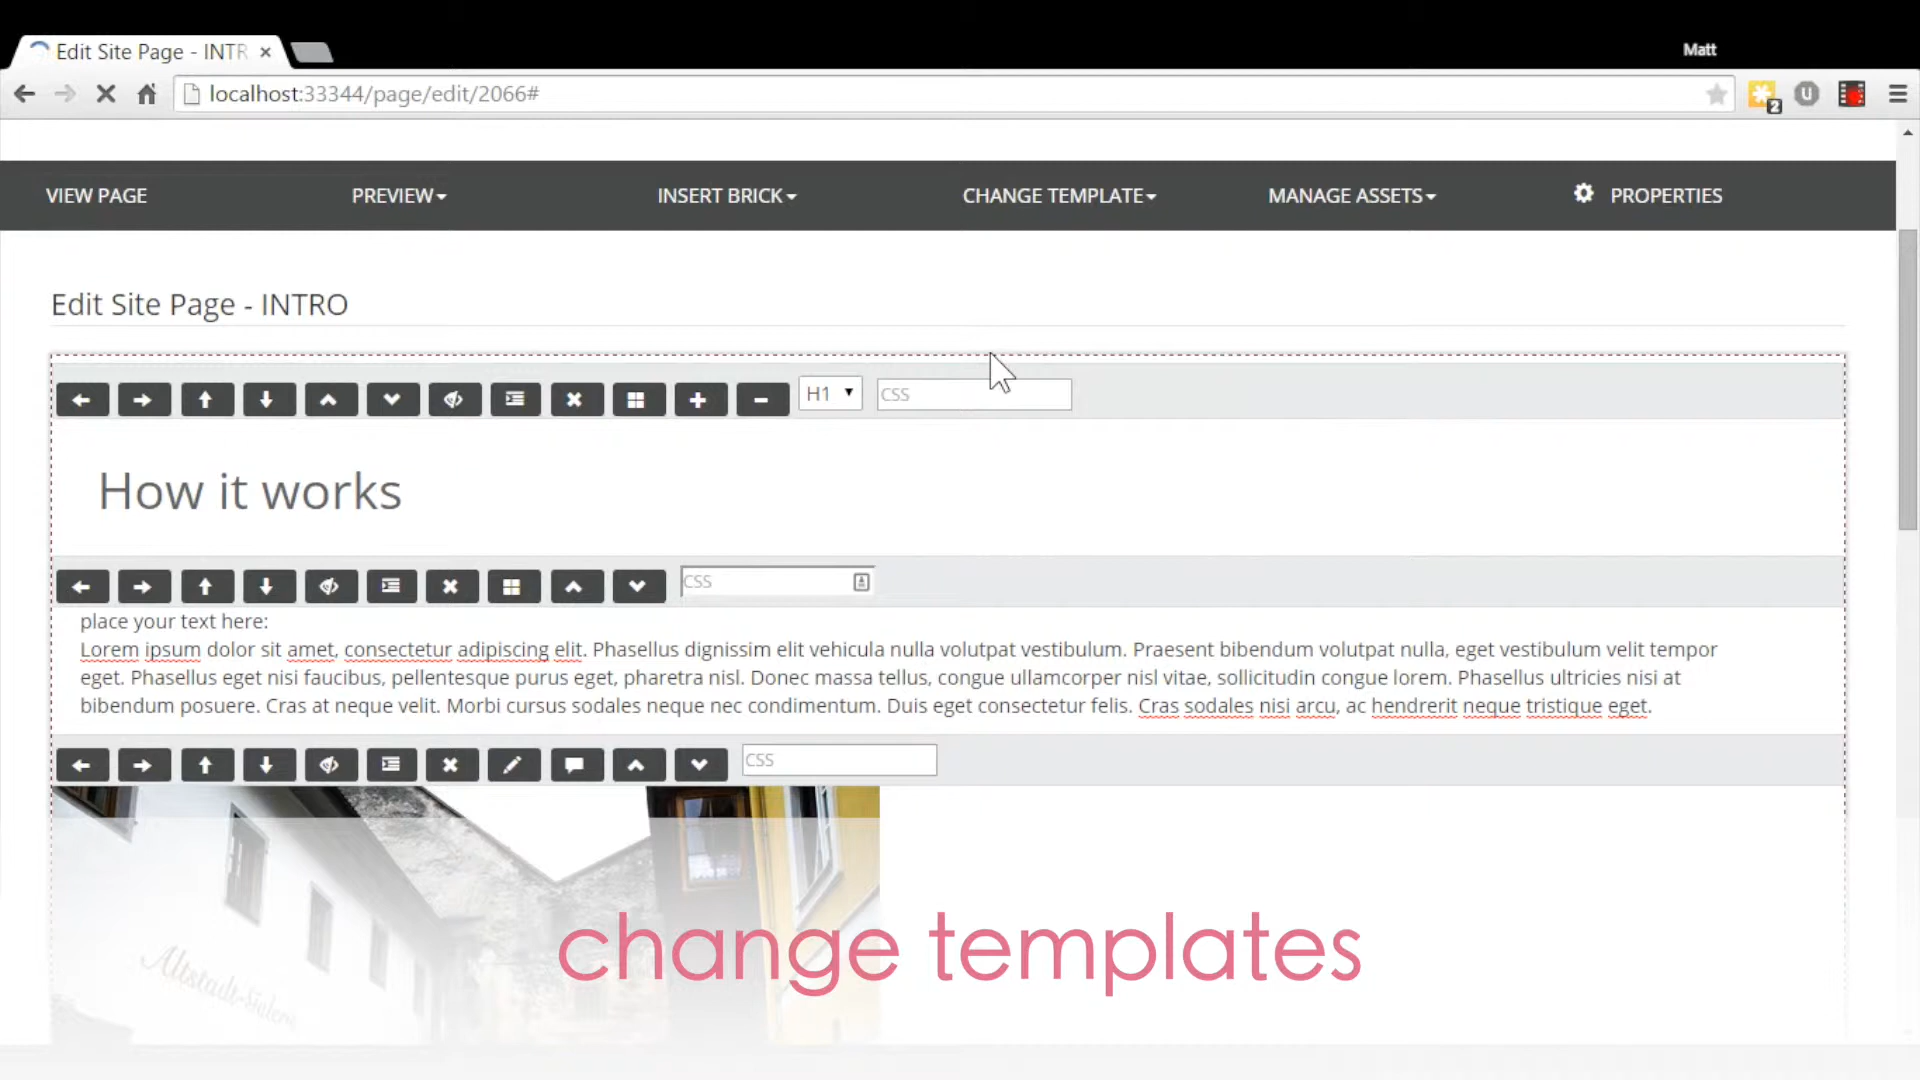 Edit Site Page - INTR
Matt
localhost:33344/page/edit/2066#
2
u
VIEW PAGE
PREVIEW
INSERT BRICK
CHANGE TEMPLATE
MANAGE ASSETS
PROPERTIES
Edit Site Page - INTRO
H1
CSS
How it works
CSS
place your text here:
Lorem ipsum dolor sit amet, consectetur adipiscing elit. Phasellus dignissim elit vehicula nulla volutpat vestibulum. Praesent bibendum volutpat nulla, eget vestibulum velit tempor
eget. Phasellus eget nisi faucibus, pellentesque purus eget, pharetra nisl. Donec massa tellus, congue ullamcorper nisl vitae, sollicitudin congue lorem. Phasellus ultricies nisi at
bibendum posuere. Cras at neque velit. Morbi cursus sodales neque nec condimentum. Duis eget consectetur felis. Cras sodales nisi arcu, ac hendrerit neque tristique eget.
CSS
change templates